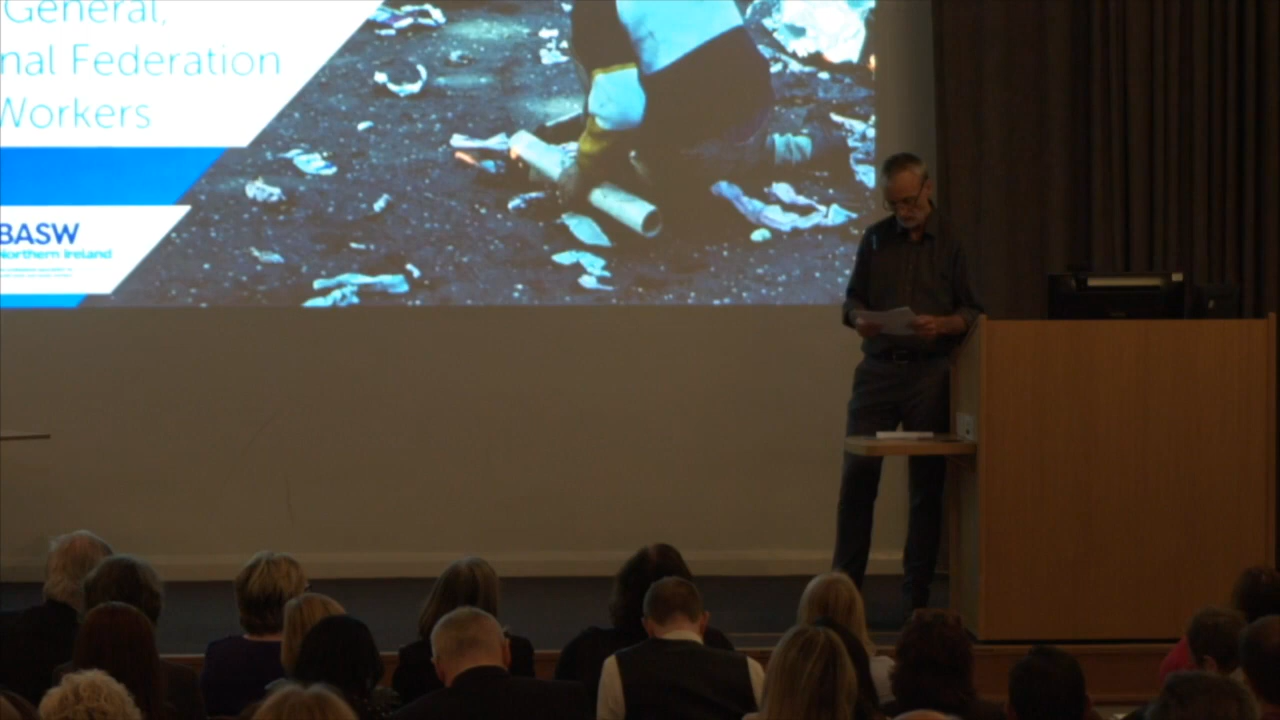 General,
nal Federation
Workers
BASW
Northern Ireland